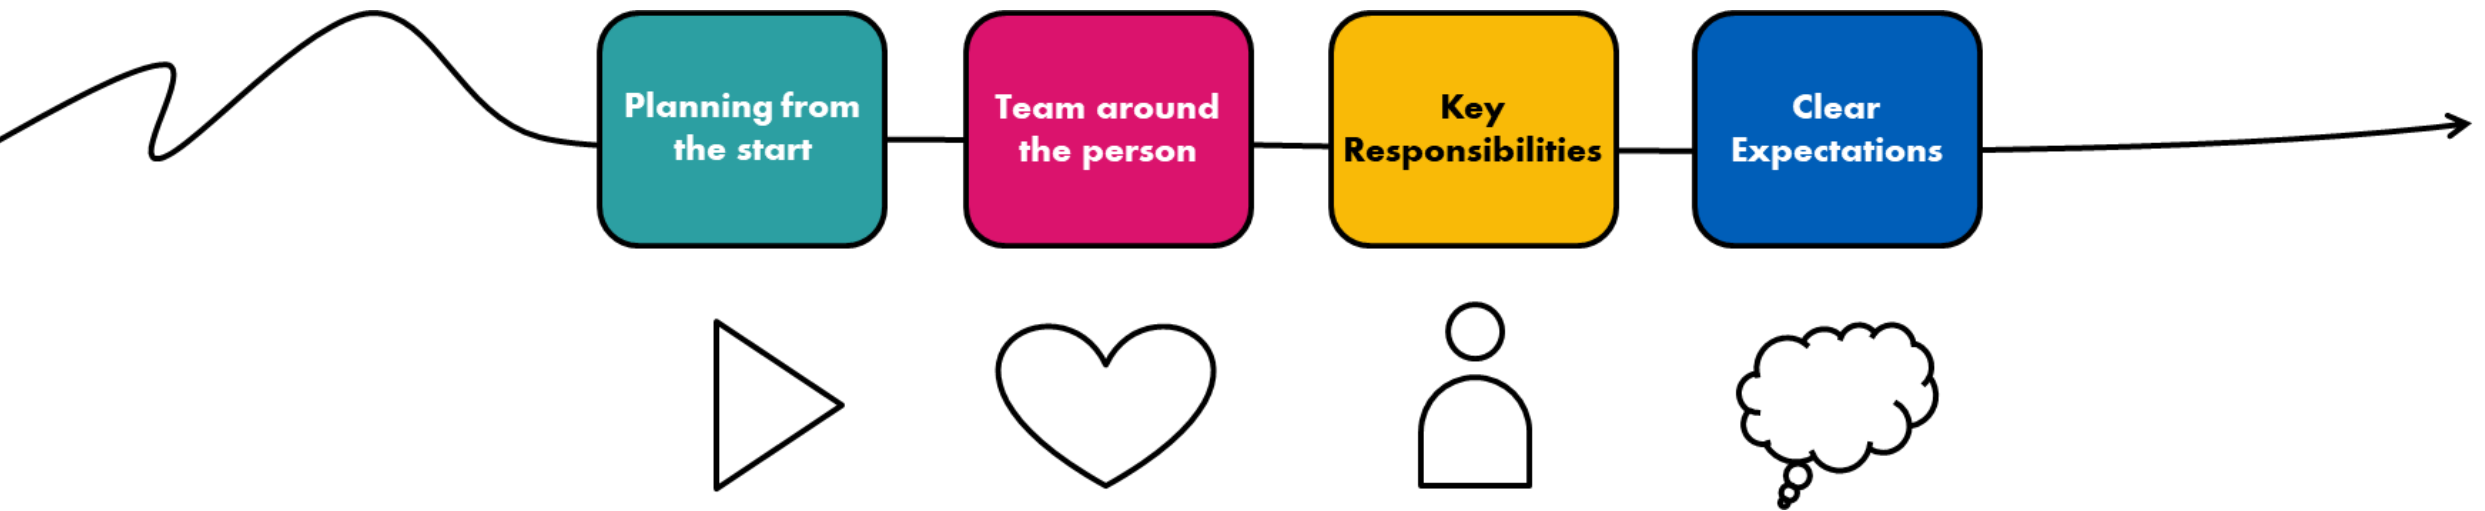 Planning from
the start
Team around
the person
Key
Responsibilities
Clear
Expectations